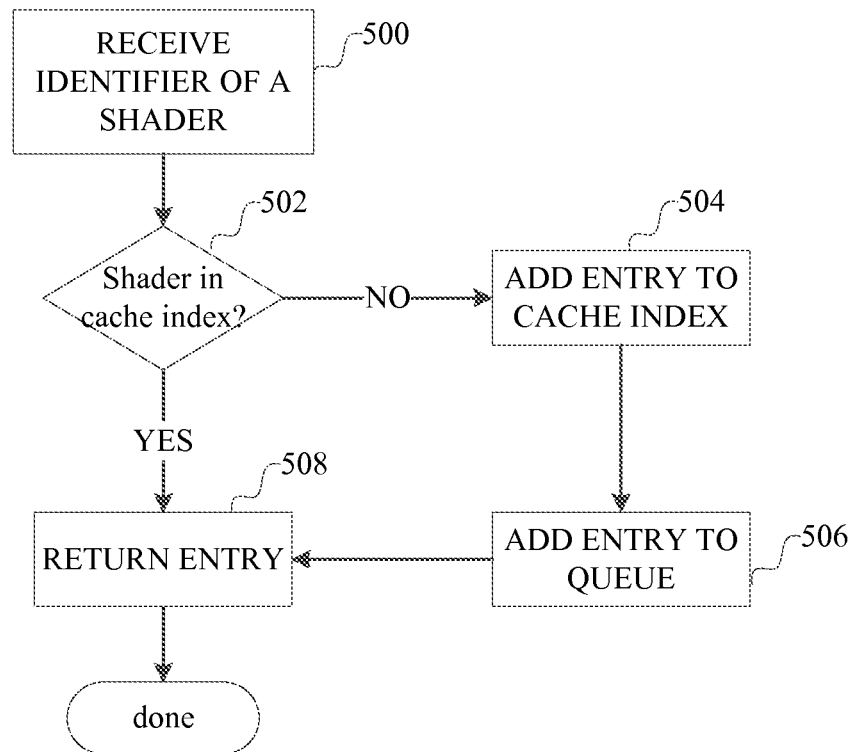 RECEIVE
IDENTIFIER OF A
SHADER
500
502
Shader in
cache index?
NO
504
ADD ENTRY TO
CACHE INDEX
YES
508
RETURN ENTRY
ADD ENTRY TO
QUEUE
506
done